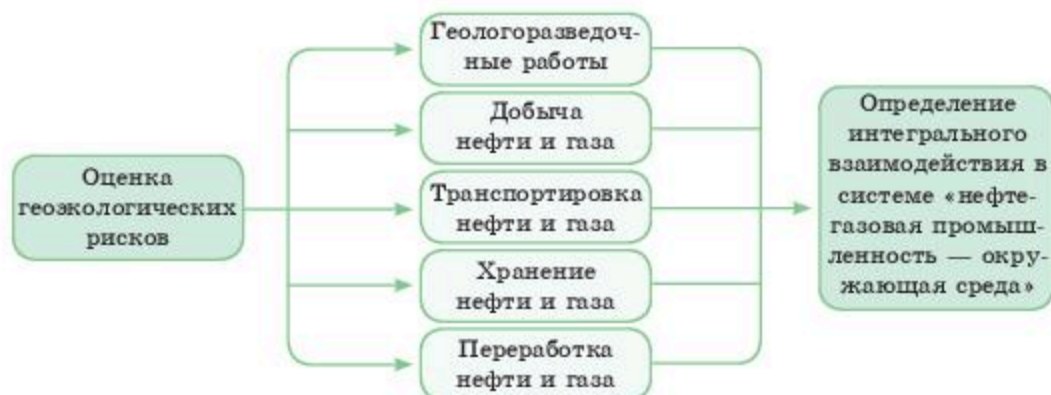 Оценка
геоэкологических
рисков
Геологоразведоч-
ные работы
Добыча
нефти и газа
Транспортировка
нефти и газа
Хранение
нефти и газа
Переработка
нефти и газа
Определение
интегрального
взаимодействия в
системе «нефте-
газовая промыш-
ленность — окру-
жающая среда»